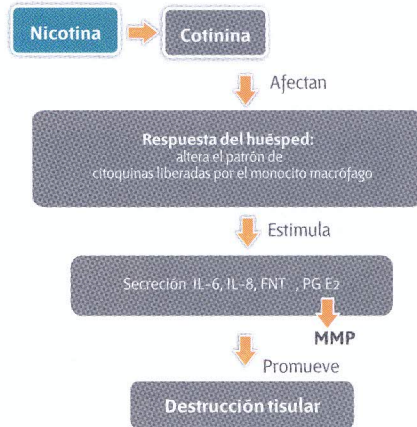 Nicotina
Cotinina
Afectan
Respuesta del huésped:
altera el patrón de
citoquinas liberadas por el monocito macrófago
Estimula
Secreción IL-6, IL-8, FNT , PG E2
MMP
Promueve
Destrucción tisular